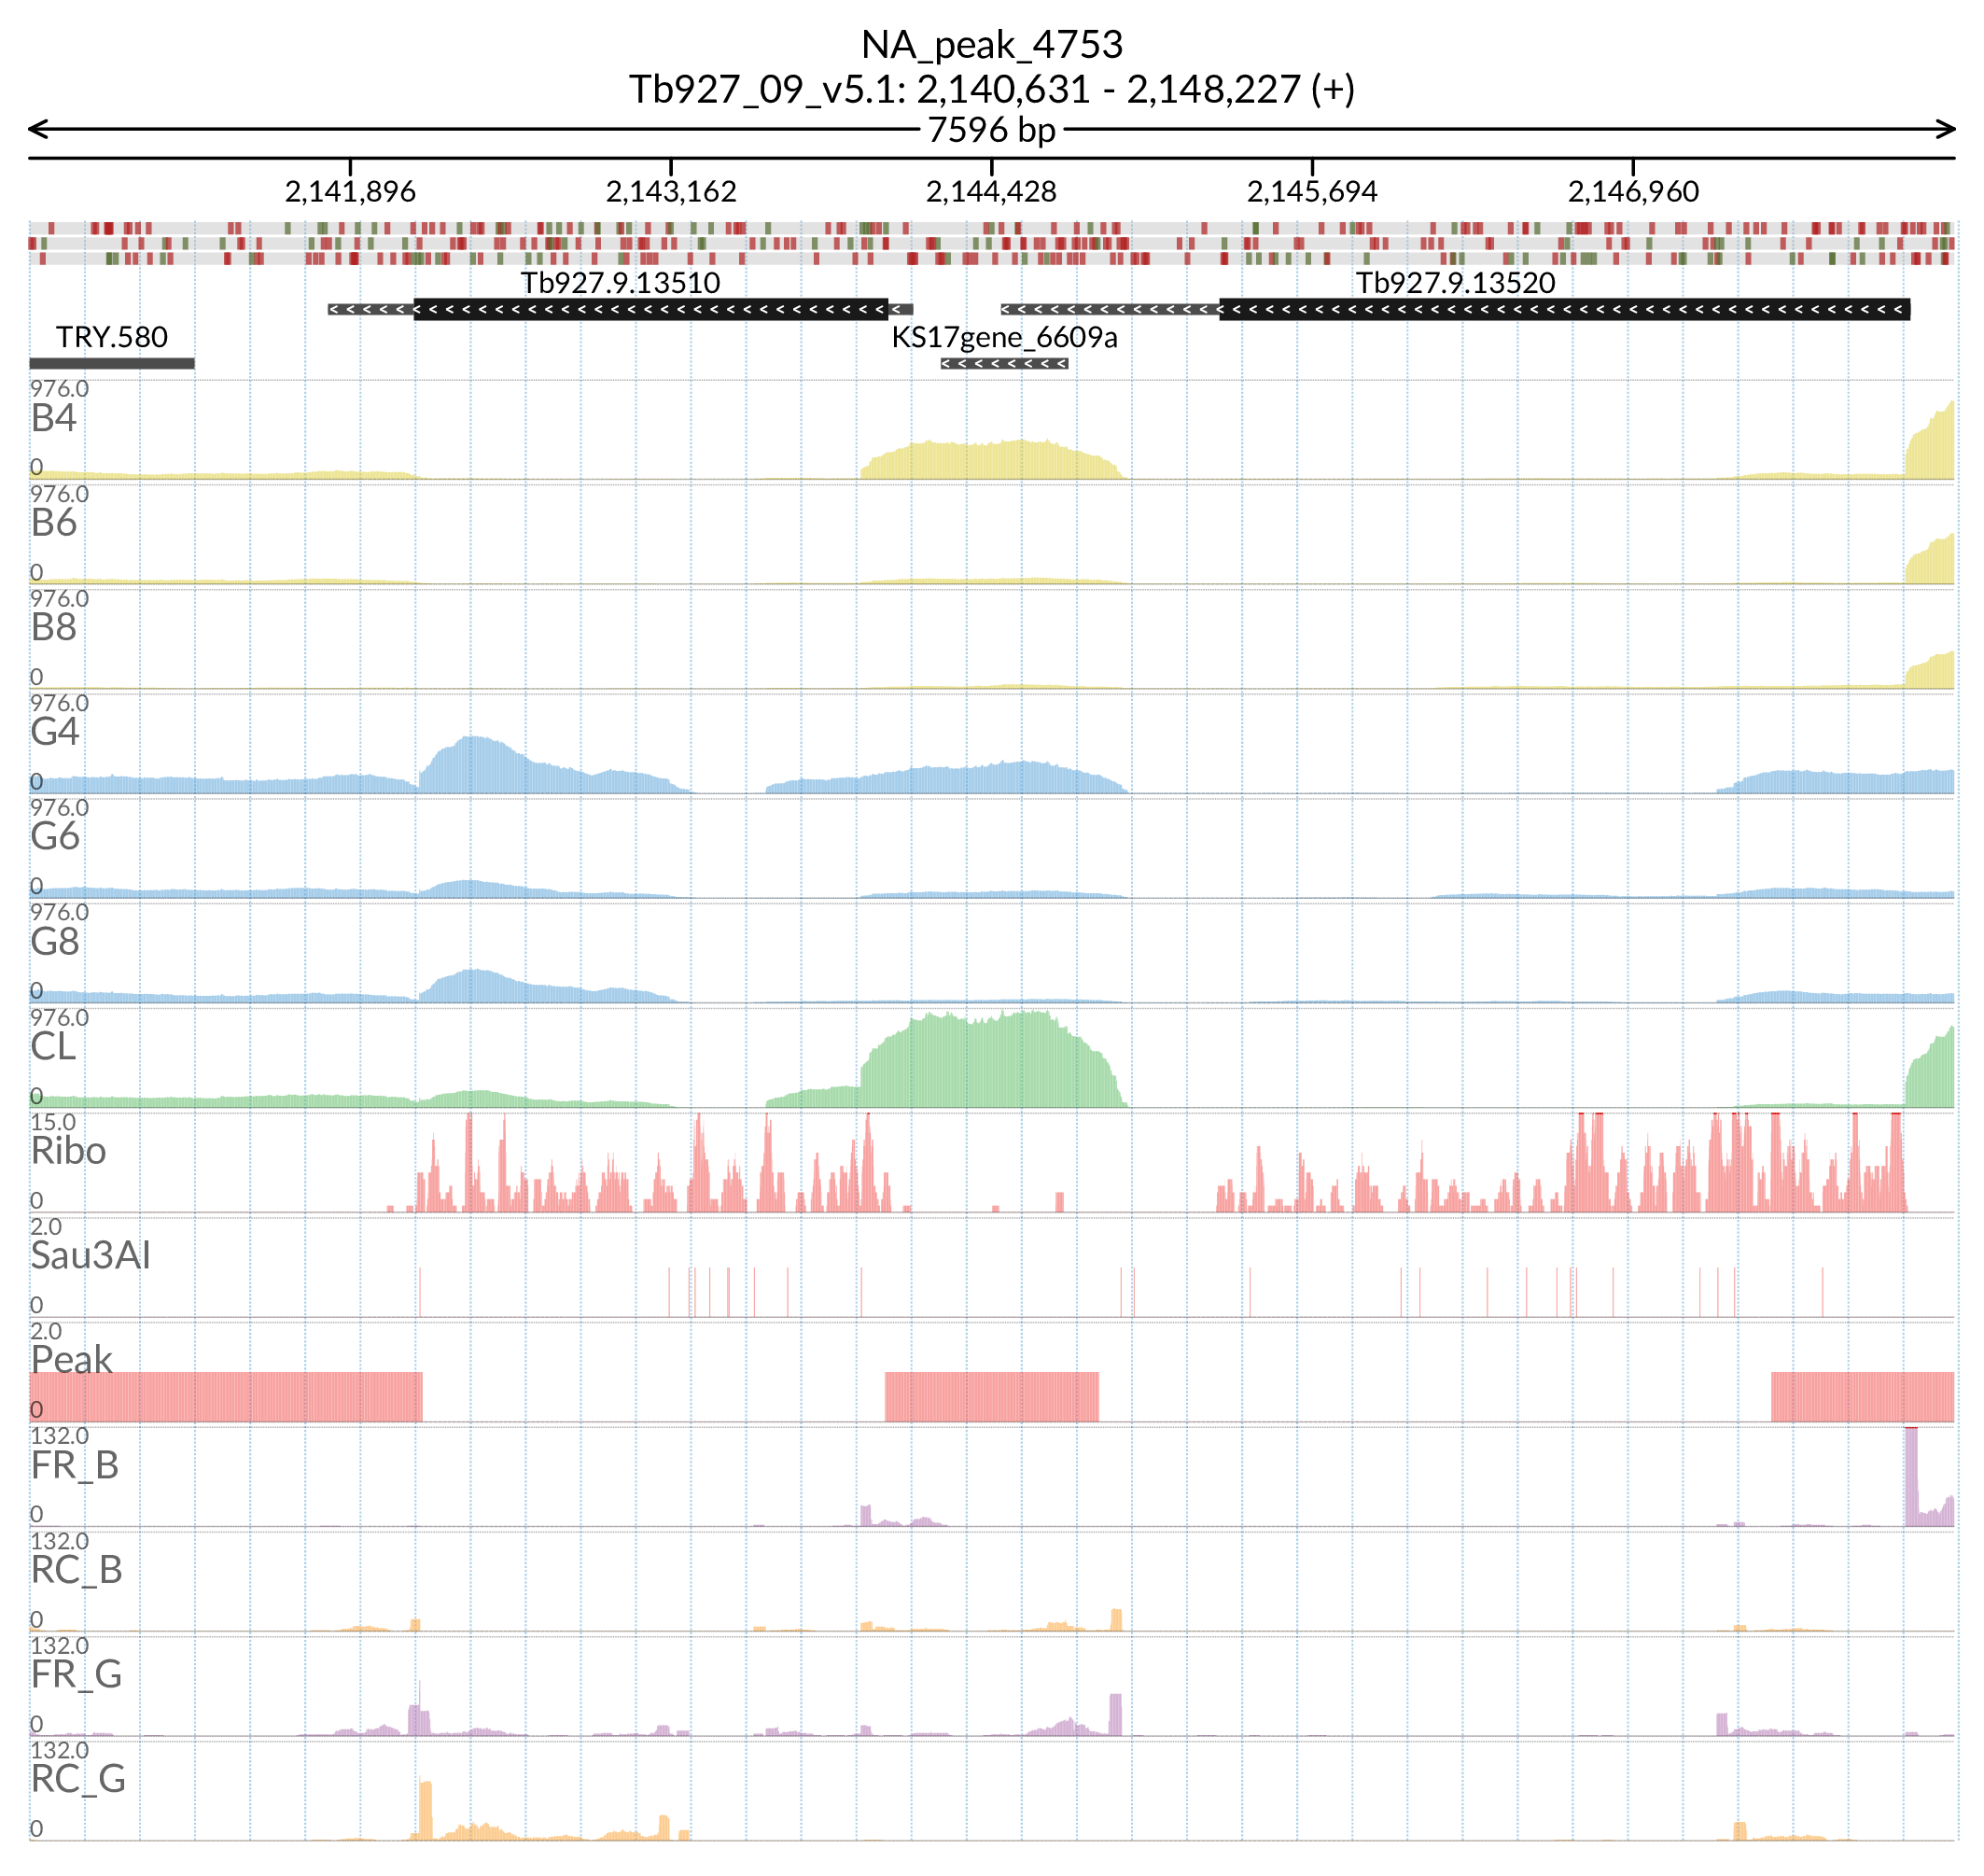 NA_peak_4753
Tb927_09_v5.1: 2,140,631 - 2,148,227 (+)
7596 bp
2,141,896 2,143,162 2,144,428 2,145,694 2,146,960
Tb927.9.13510 Tb927.9.13520
TRY.580 KS17gene_6609a
976.0
B4
0
976.0
B6
0
976.0
B8
0
976.0
G4
0
976.0
G6
0
976.0
G8
0
976.0
CL
0
15.0
Ribo
0
2.0
Sau3AI
0
2.0
Peak
0
132.0
FR_B
0
132.0
RC_B
0
132.0
FR_G
0
132.0
RC_G
0